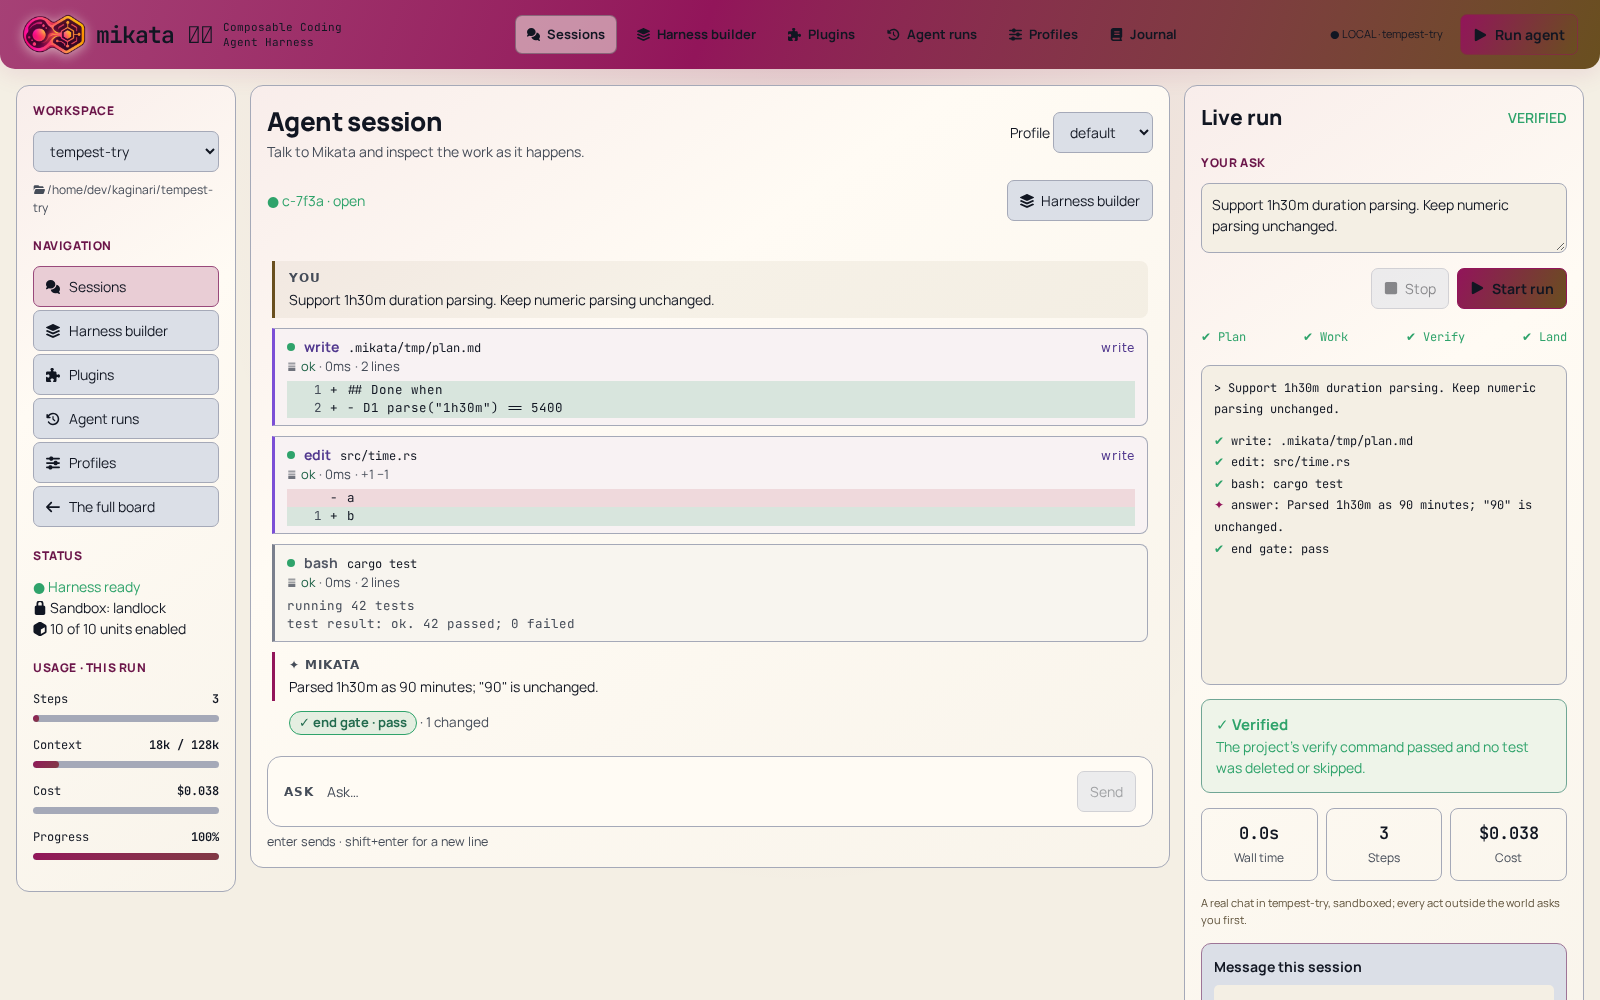 mikata
Composable Coding
Agent Harness
Sessions
Harness builder
Plugins
Agent runs
Profiles
Journal
LOCAL · tempest-try
Run agent
WORKSPACE
tempest-try
/home/dev/kaginari/tempest-
try
NAVIGATION
Sessions
Harness builder
Plugins
Agent runs
Profiles
The full board
STATUS
Harness ready
Sandbox: landlock
10 of 10 units enabled
USAGE · THIS RUN
Steps 3
Context 18k / 128k
Cost $0.038
Progress 100%
Agent session
Talk to Mikata and inspect the work as it happens.
Profile default
c-7f3a · open
Harness builder
YOU
Support 1h30m duration parsing. Keep numeric parsing unchanged.
write .mikata/tmp/plan.md write
ok · 0ms · 2 lines
1 + ## Done when
2 + - D1 parse("1h30m") == 5400
edit src/time.rs write
ok · 0ms · +1 −1
- a
1 + b
bash cargo test
ok · 0ms · 2 lines
running 42 tests
test result: ok. 42 passed; 0 failed
✦ MIKATA
Parsed 1h30m as 90 minutes; "90" is unchanged.
✓ end gate · pass · 1 changed
ASK Ask…
Send
enter sends · shift+enter for a new line
Live run
VERIFIED
YOUR ASK
Support 1h30m duration parsing. Keep numeric
parsing unchanged.
Stop
Start run
✔ Plan ✔ Work ✔ Verify ✔ Land
> Support 1h30m duration parsing. Keep numeric
parsing unchanged.
✔ write: .mikata/tmp/plan.md
✔ edit: src/time.rs
✔ bash: cargo test
✦ answer: Parsed 1h30m as 90 minutes; "90" is
unchanged.
✔ end gate: pass
✓ Verified
The project's verify command passed and no test
was deleted or skipped.
0.0s
Wall time
3
Steps
$0.038
Cost
A real chat in tempest-try, sandboxed; every act outside the world asks
you first.
Message this session